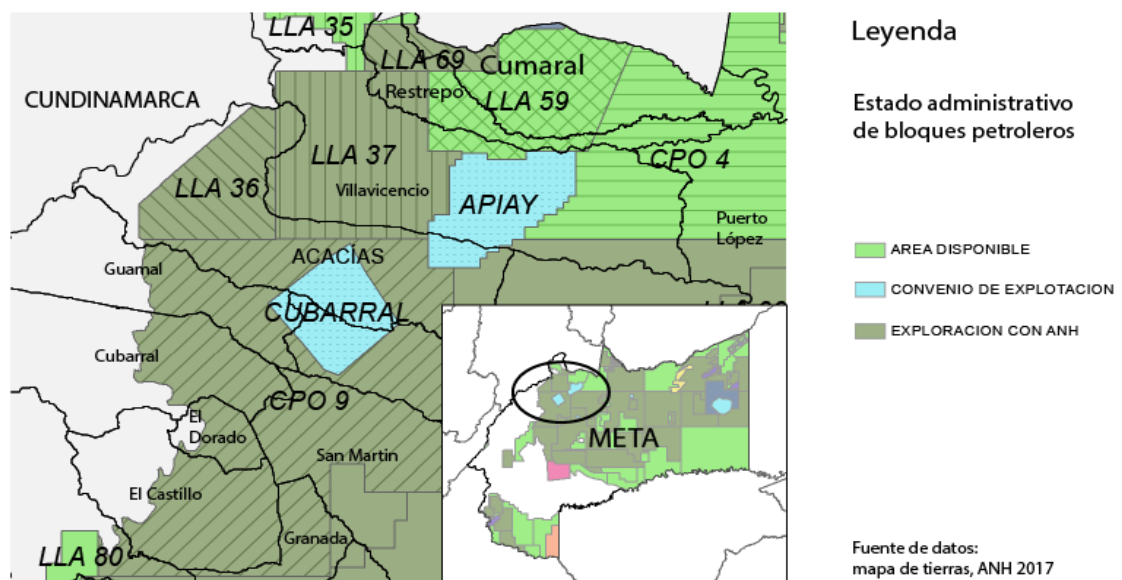 LLA 35
LLA 69
Cumaral
Restrepo
LLA 59
CUNDINAMARCA
LLA 37
CPO 4
LLA 36
Villavicencio
APIAY
Puerto
López
ACACÍAS
Guamal
CUBARRAL
Cubarral
CPO 9
El
Dorado
San Martin
El Castillo
Granada
LLA 80
META
Leyenda
Estado administrativo
de bloques petroleros
AREA DISPONIBLE
CONVENIO DE EXPLOTACION
EXPLORACION CON ANH
Fuente de datos:
mapa de tierras, ANH 2017